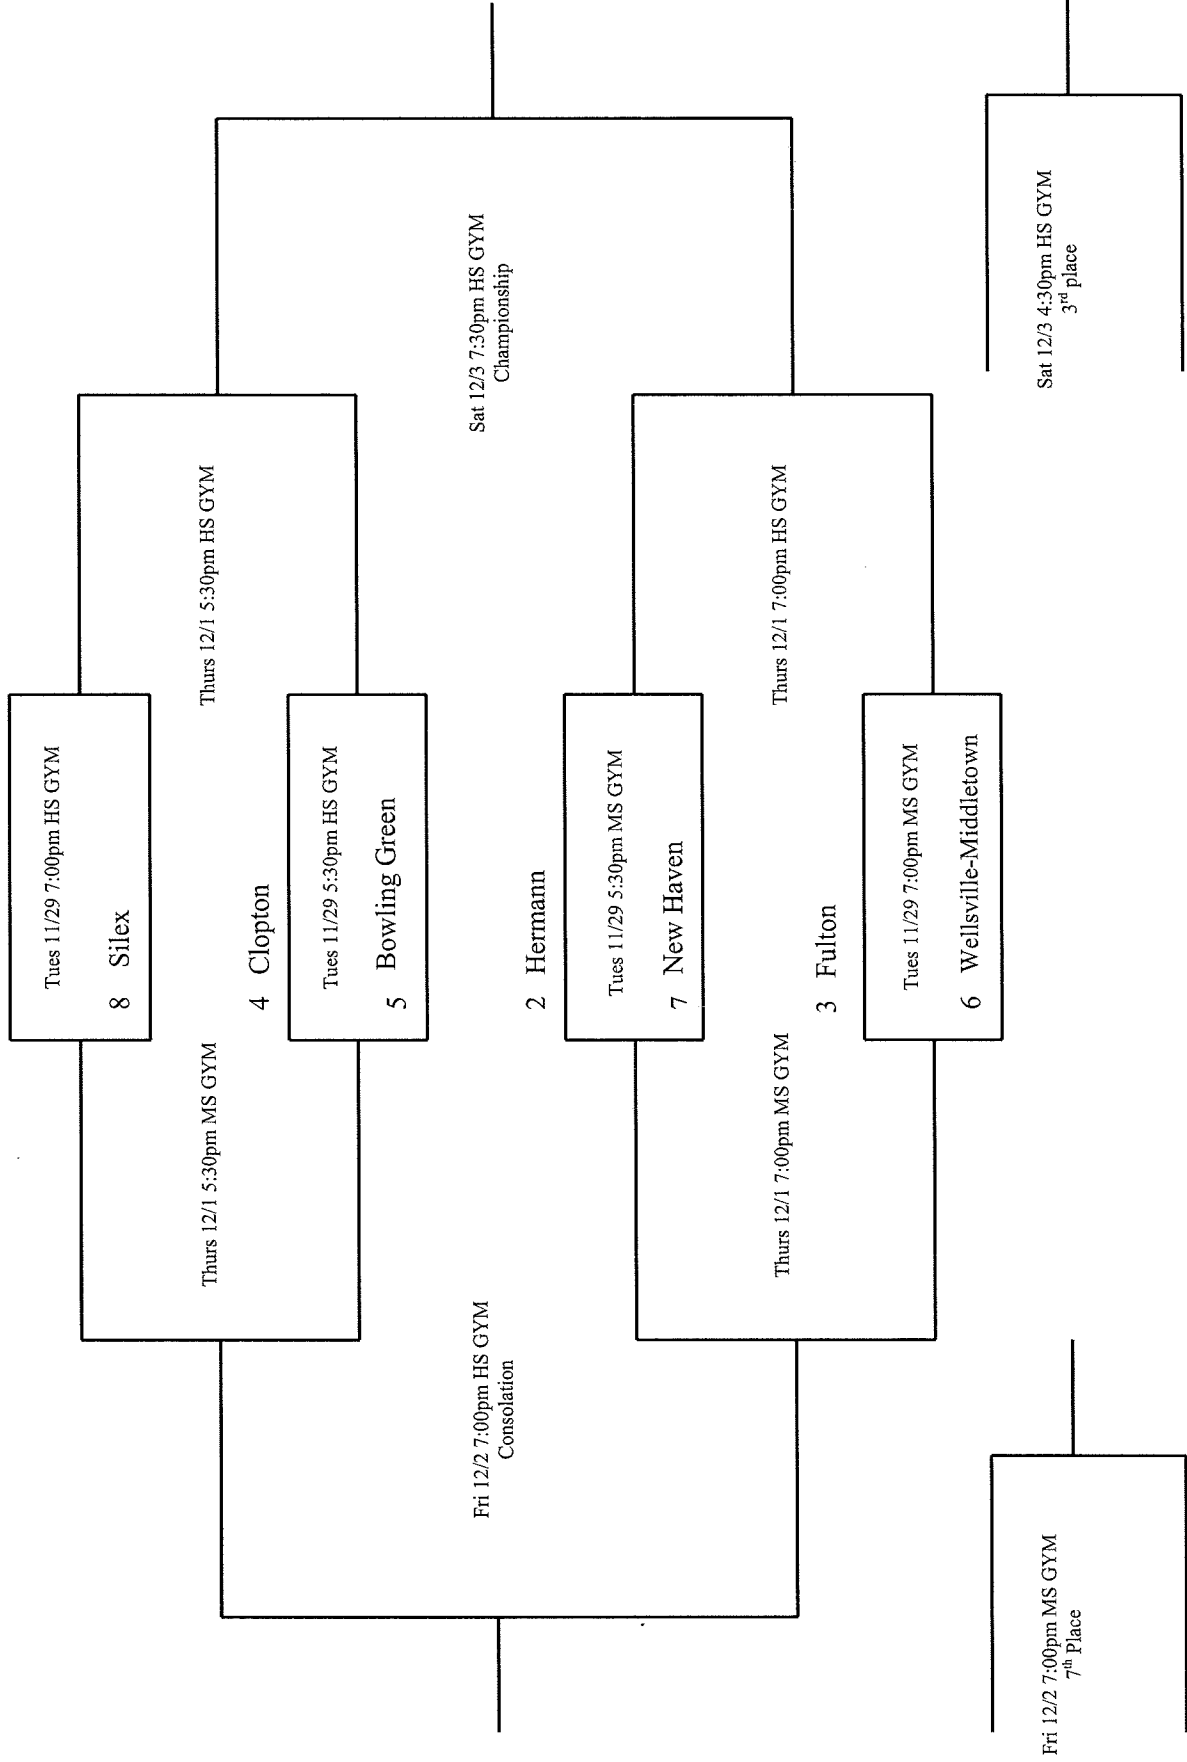 Tues 11/29 7:00pm HS GYM
8 Silex
Thurs 12/1 5:30pm MS GYM
Thurs 12/1 5:30pm HS GYM
4 Clopton
Tues 11/29 5:30pm HS GYM
5 Bowling Green
Fri 12/2 7:00pm HS GYM
Consolation
Sat 12/3 7:30pm HS GYM
Championship
2 Hermann
Tues 11/29 5:30pm MS GYM
7 New Haven
Thurs 12/1 7:00pm MS GYM
Thurs 12/1 7:00pm HS GYM
3 Fulton
Tues 11/29 7:00pm MS GYM
6 Wellsville-Middletown
Fri 12/2 7:00pm MS GYM
7th Place
Sat 12/3 4:30pm HS GYM
3rd place